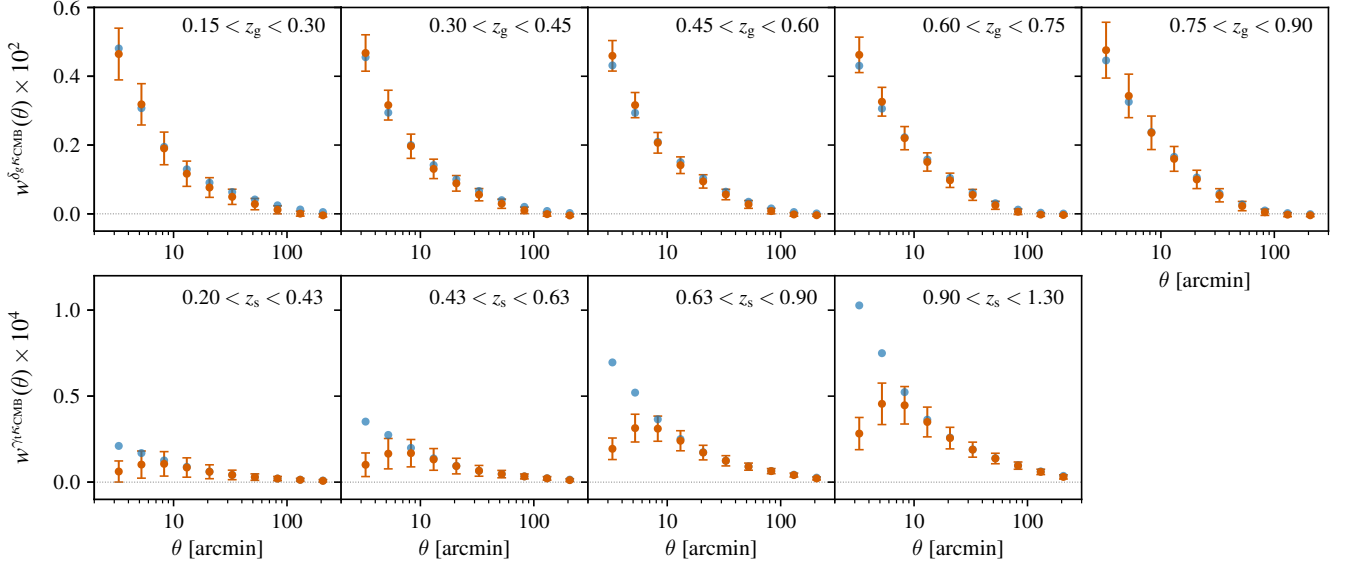 0.15 < z_g < 0.30
0.30 < z_g < 0.45
0.45 < z_g < 0.60
0.60 < z_g < 0.75
0.75 < z_g < 0.90
w^{δ_g κ_CMB}(θ) × 10²
0.6
0.4
0.2
0.0
10 100
10 100
10 100
10 100
10 100
θ [arcmin]
0.20 < z_s < 0.43
0.43 < z_s < 0.63
0.63 < z_s < 0.90
0.90 < z_s < 1.30
w^{γ_t κ_CMB}(θ) × 10⁴
1.0
0.5
0.0
10 100
10 100
10 100
10 100
θ [arcmin]
θ [arcmin]
θ [arcmin]
θ [arcmin]